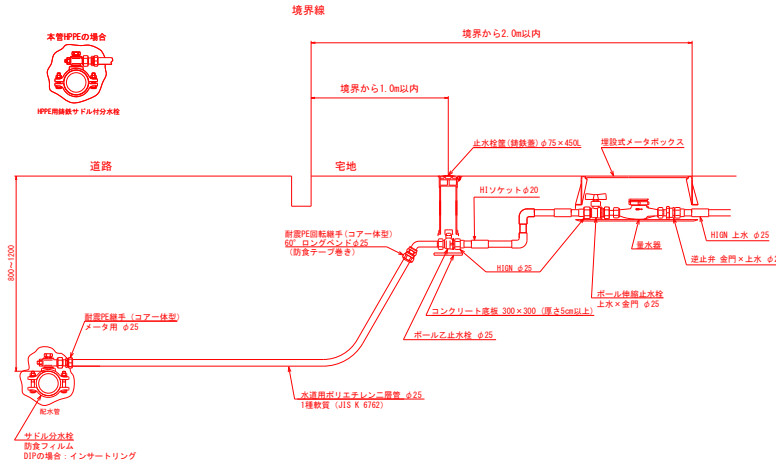 境界線
境界から2.0m以内
本管HPPEの場合
HPPE用鋳鉄サドル付分水栓
境界から1.0m以内
道路
宅地
止水栓筐(鋳鉄蓋)φ75×450L
埋設式メータボックス
HIソケットφ20
耐震PE回転継手(コア一体型)
60° ロングベンドφ25
(防食テープ巻き)
HIGN 上水 φ25
量水器
逆止弁 金門×上水
HIGN φ25
800~1200
ボール伸縮止水栓
上水×金門 φ25
コンクリート底板 300×300 (厚さ5cm以上)
耐震PE継手 (コア一体型)
メータ用 φ25
ボール乙止水栓 φ25
水道用ポリエチレン二層管 φ25
1種軟質 (JIS K 6762)
配水管
サドル分水栓
防食フィルム
DIPの場合：インサートリング